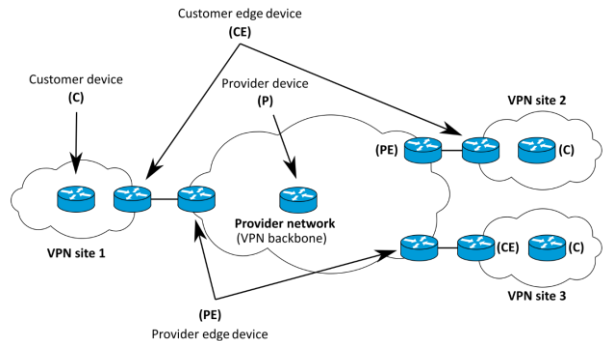 Customer edge device
(CE)
Customer device
(C)
Provider device
(P)
VPN site 2
(PE)
(C)
Provider network
(VPN backbone)
VPN site 1
(CE)
(C)
VPN site 3
(PE)
Provider edge device